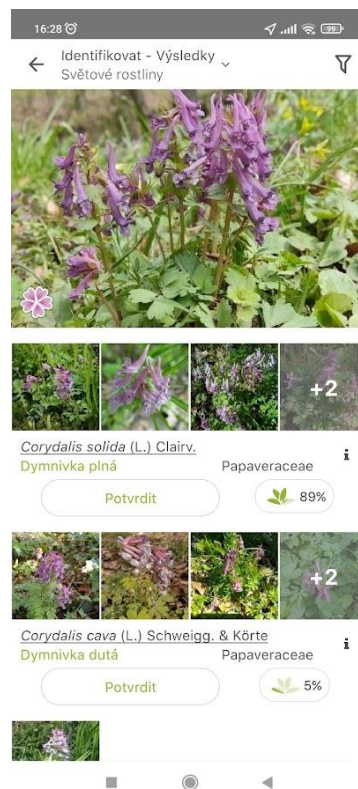 16:28
99
Identifikovat - Výsledky
Světové rostliny
+2
Corydalis solida (L.) Clairv.
i
Dymnivka plná
Papaveraceae
Potvrdit
89%
+2
Corydalis cava (L.) Schweigg. & Körte
i
Dymnivka dutá
Papaveraceae
Potvrdit
5%